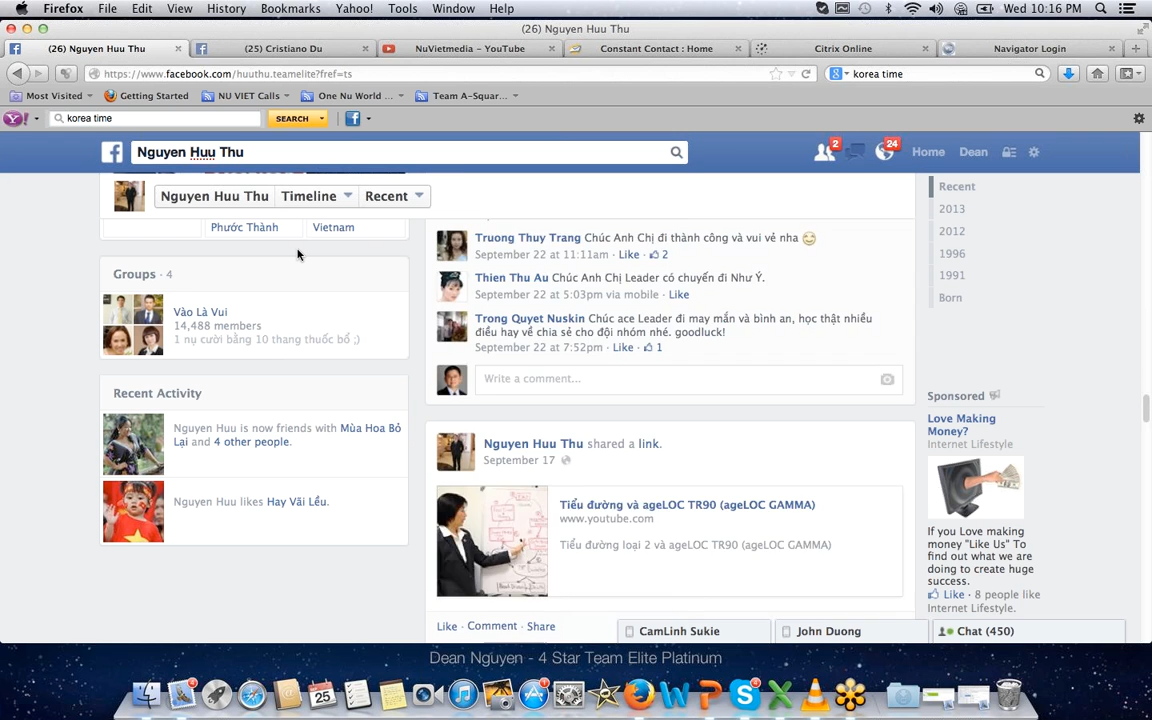 Firefox File Edit View History Bookmarks Yahoo! Tools Window Help Wed 10:16 PM
(26) Nguyen Huu Thu
(26) Nguyen Huu Thu (25) Cristiano Du NuVietmedia - YouTube Constant Contact : Home Citrix Online Navigator Login
https://www.facebook.com/huuthu.teamelite?fref=ts korea time
Most Visited Getting Started NU VIET Calls One Nu World ... Team A-Squar...
korea time SEARCH
Nguyen Huu Thu 2 24 Home Dean
Nguyen Huu Thu Timeline Recent
Phước Thành Vietnam
Groups · 4
Vào Là Vui
14,488 members
1 nụ cười bằng 10 thang thuốc bổ ;)
Recent Activity
Nguyen Huu is now friends with Mùa Hoa Bỏ
Lại and 4 other people.
Nguyen Huu likes Hay Vãi Lều.
Truong Thuy Trang Chúc Anh Chị đi thành công và vui vẻ nha
September 22 at 11:11am · Like · 2
Thien Thu Au Chúc Anh Chị Leader có chuyến đi Như Ý.
September 22 at 5:03pm via mobile · Like
Trong Quyet Nuskin Chúc ace Leader đi may mắn và bình an, học thật nhiều
điều hay về chia sẻ cho đội nhóm nhé. goodluck!
September 22 at 7:52pm · Like · 1
Write a comment...
Nguyen Huu Thu shared a link.
September 17
Tiểu đường và ageLOC TR90 (ageLOC GAMMA)
www.youtube.com
Tiểu đường loại 2 và ageLOC TR90 (ageLOC GAMMA)
Like · Comment · Share
Recent
2013
2012
1996
1991
Born
Sponsored
Love Making
Money?
Internet Lifestyle
If you Love making
money "Like Us" To
find out what we are
doing to create huge
success.
Like · 8 people like
Internet Lifestyle.
CamLinh Sukie John Duong Chat (450)
Dean Nguyen - 4 Star Team Elite Platinum